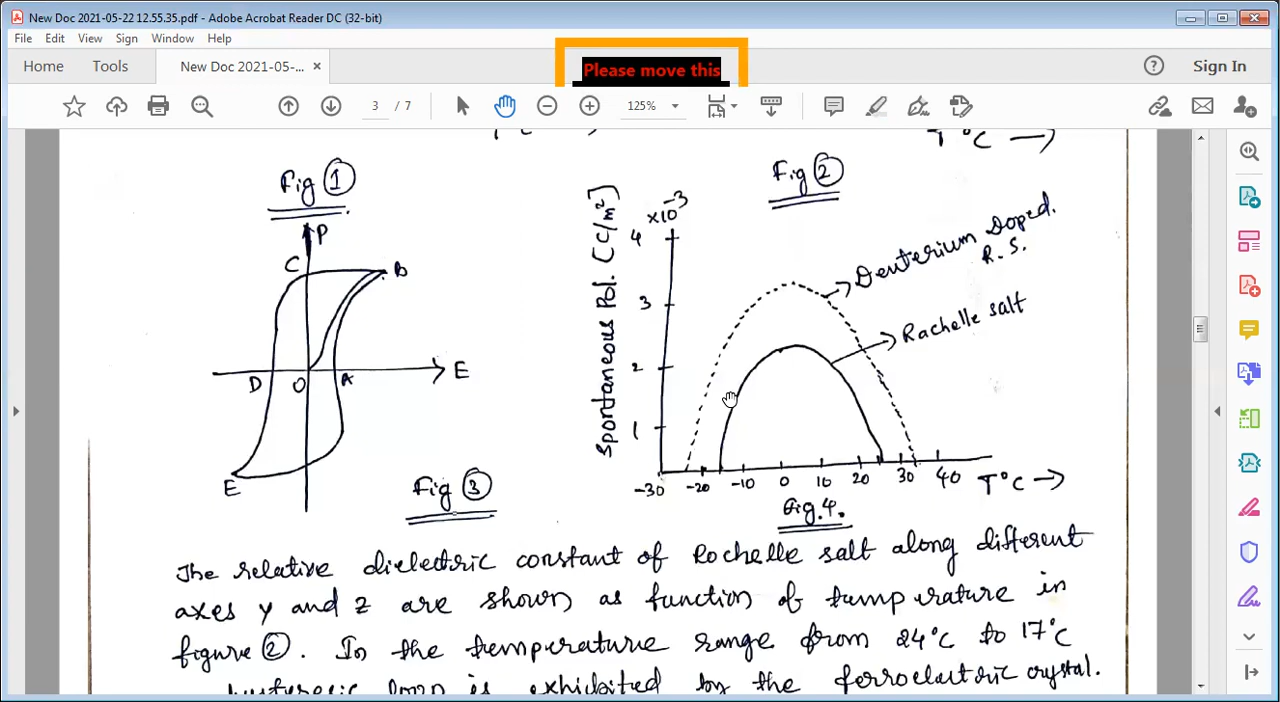 New Doc 2021-05-22 12.55.35.pdf - Adobe Acrobat Reader DC (32-bit)
File Edit View Sign Window Help
Home Tools New Doc 2021-05-... ×
Please move this
Sign In
3 / 7
125%
T °C
T °C
Fig 1
Fig 2
P
C
B
D
O
A
E
E
Fig 3
Spontaneous Pol. (C/m²)
×10⁻³
4
3
2
1
Deuterium Doped.
R. S.
Rachelle salt
-30 -20 -10 0 10 20 30 40 T°C
Fig.4.
The relative dielectric constant of Rochelle salt along different
axes y and z are shown as function of temperature in
figure 2. In the temperature range from 24°C to 17°C
hysteresis loop is exhibited by the ferroelectric crystal.